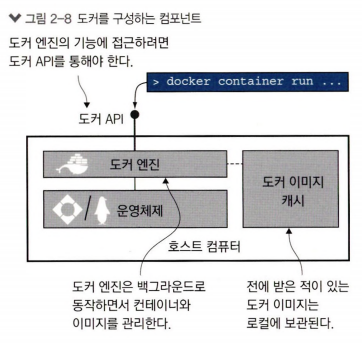 그림 2-8 도커를 구성하는 컴포넌트
도커 엔진의 기능에 접근하려면
도커 API를 통해야 한다.
> docker container run ...
도커 API
도커 엔진
도커 이미지
캐시
운영체제
호스트 컴퓨터
도커 엔진은 백그라운드로
동작하면서 컨테이너와
이미지를 관리한다.
전에 받은 적이 있는
도커 이미지는
로컬에 보관된다.